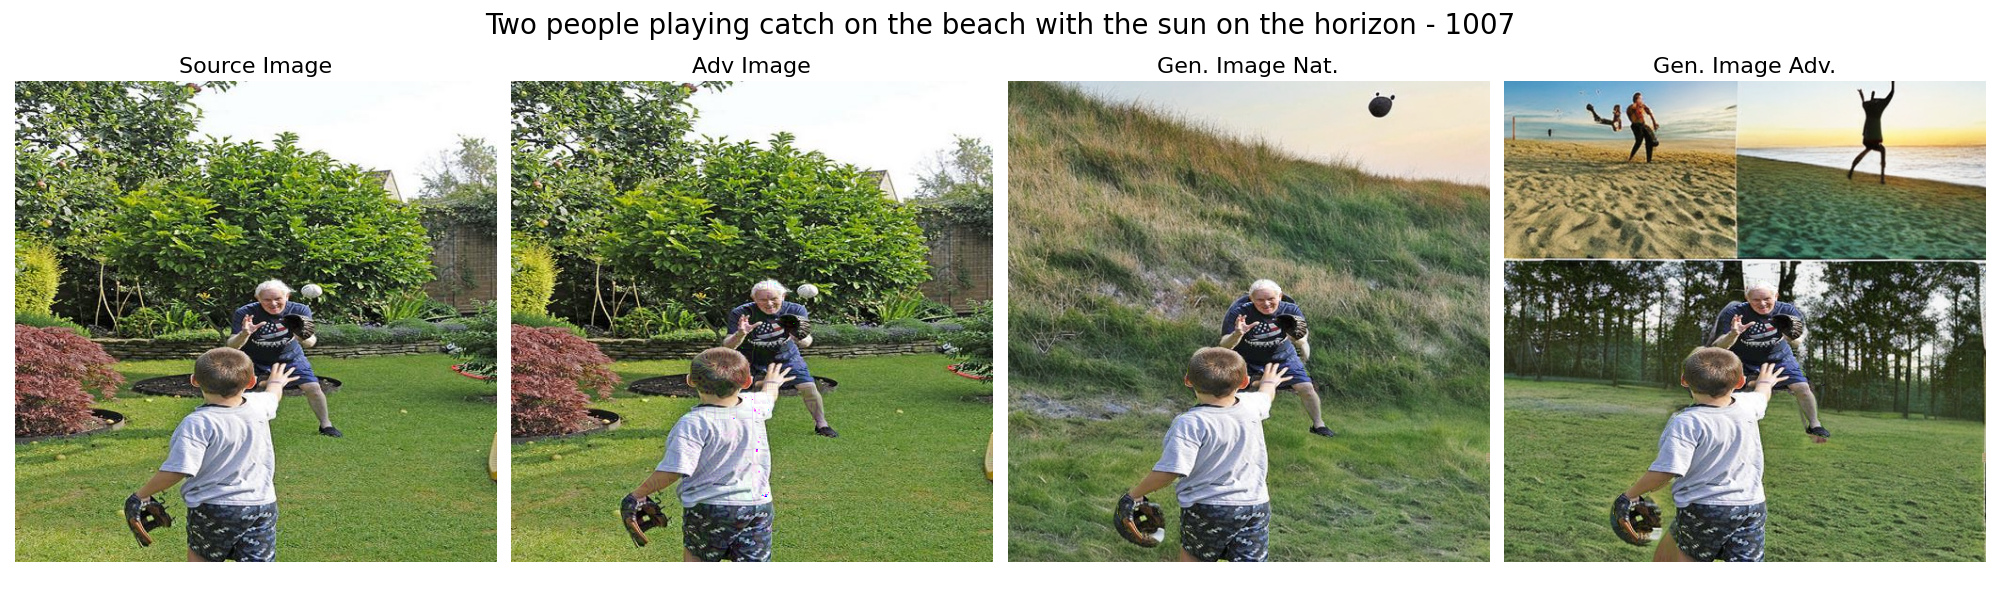 Two people playing catch on the beach with the sun on the horizon - 1007
Source Image
Adv Image
Gen. Image Nat.
Gen. Image Adv.